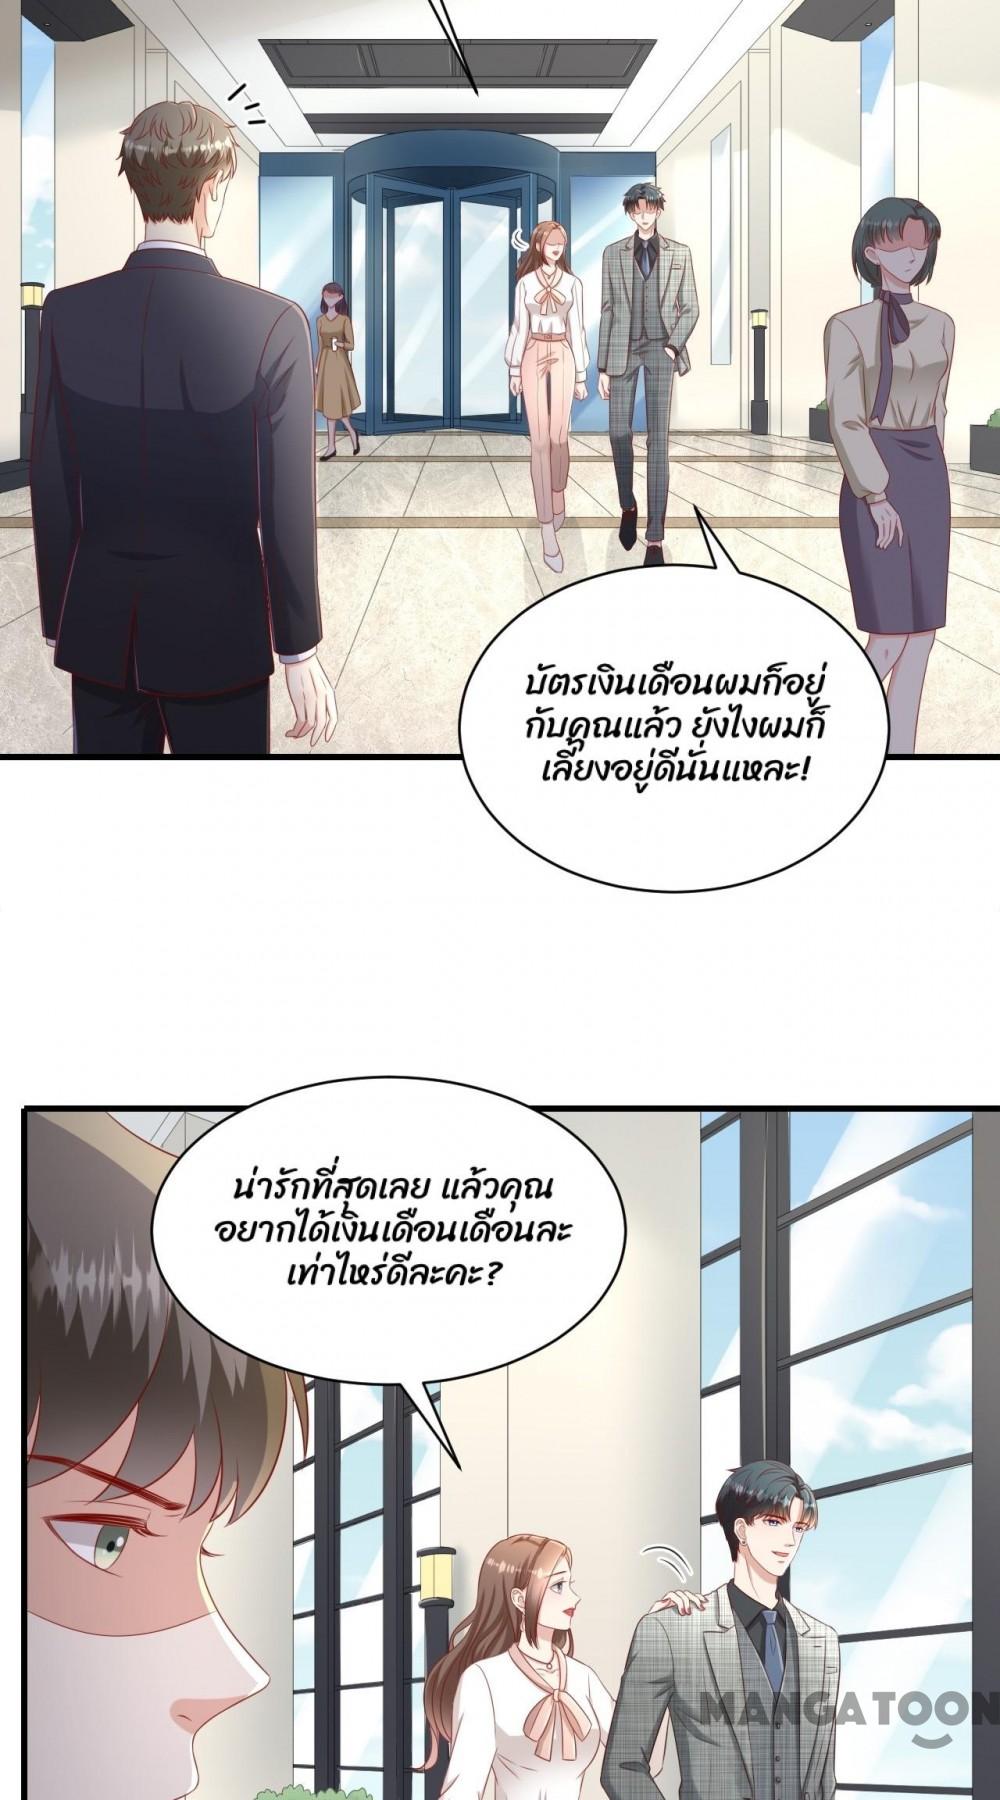 บัตรเงินเดือนผมก็อยู่
กับคุณแล้ว ยังไงผมก็
เลี้ยงอยู่ดีนั่นแหละ!
น่ารักที่สุดเลย แล้วคุณ
อยากได้เงินเดือนเดือนละ
เท่าไหร่ดีละคะ?
MANGATOON